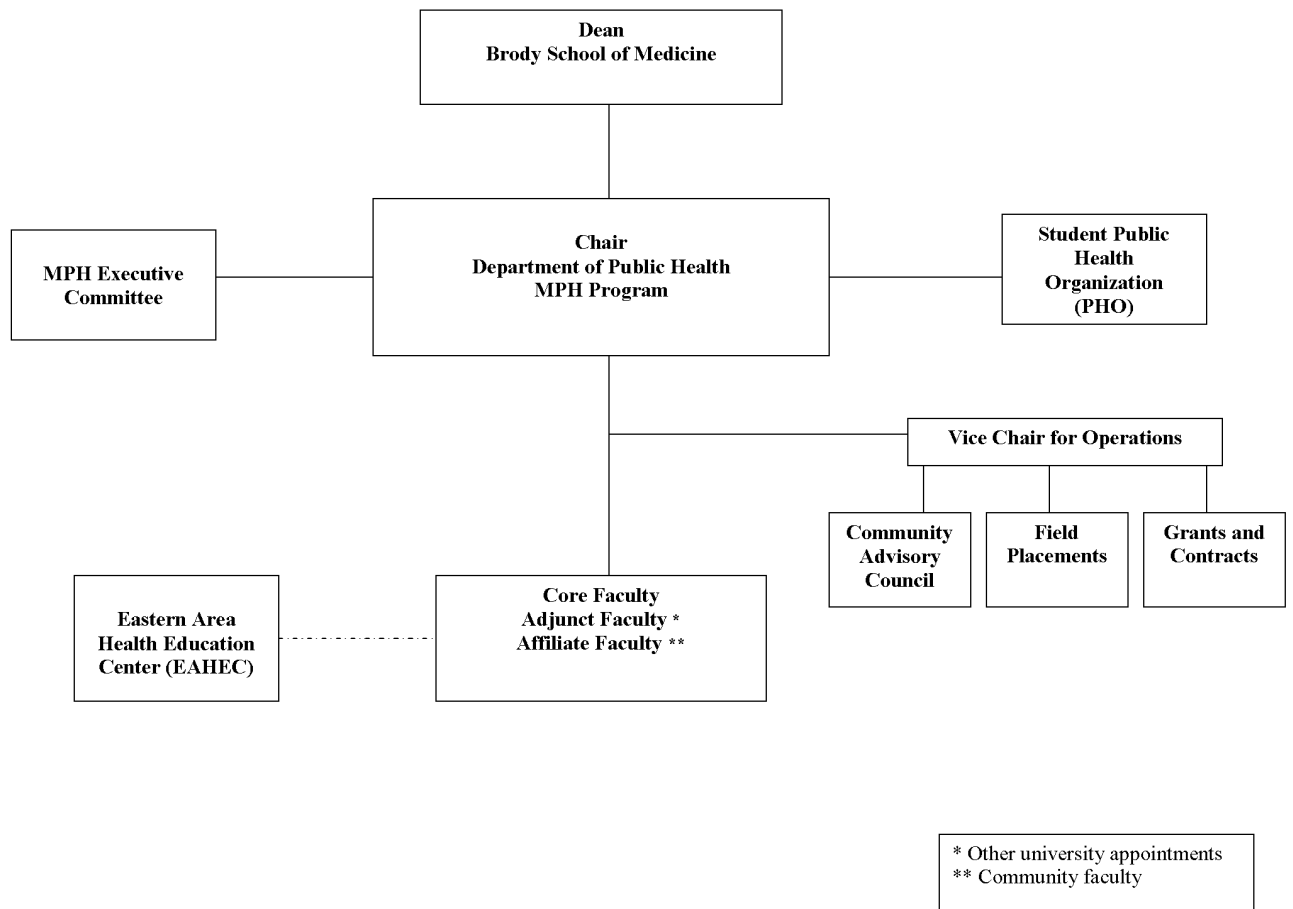 Dean
Brody School of Medicine
Chair
Department of Public Health
MPH Program
MPH Executive
Committee
Student Public
Health
Organization
(PHO)
Vice Chair for Operations
Community
Advisory
Council
Field
Placements
Grants and
Contracts
Eastern Area
Health Education
Center (EAHEC)
Core Faculty
Adjunct Faculty *
Affiliate Faculty **
* Other university appointments
** Community faculty